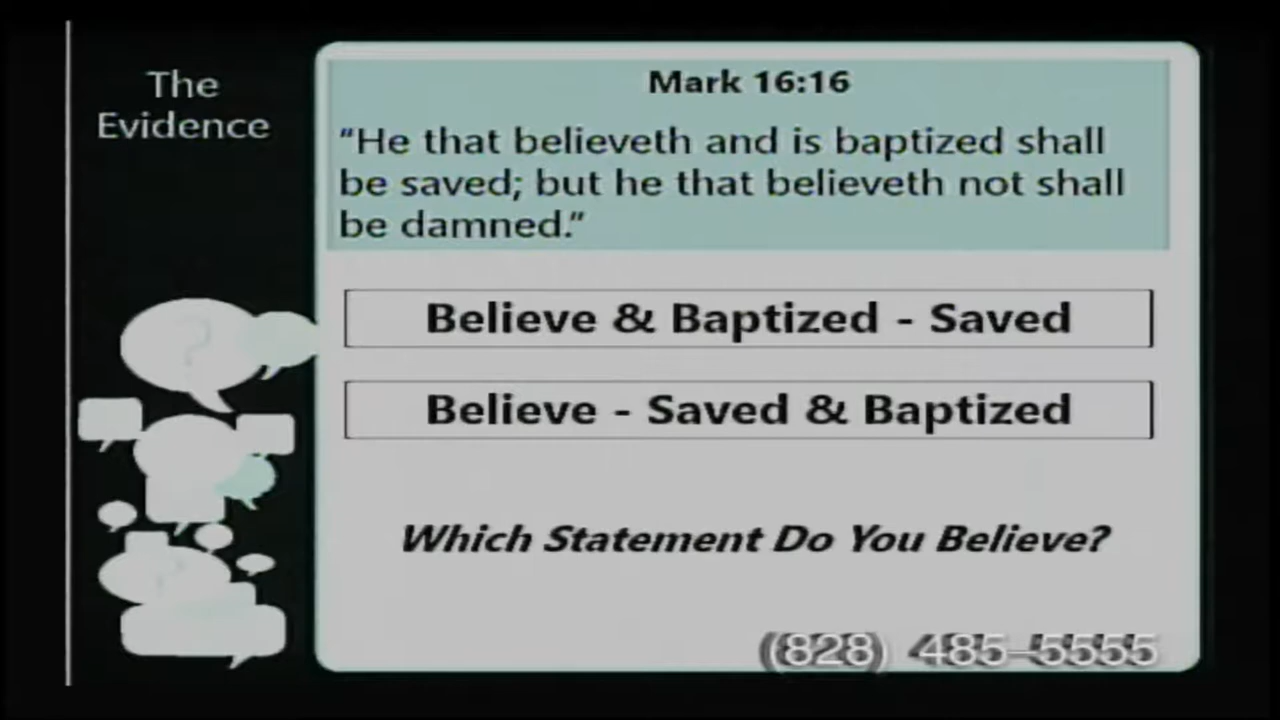 The
Evidence
Mark 16:16
“He that believeth and is baptized shall
be saved; but he that believeth not shall
be damned.”
Believe & Baptized - Saved
Believe - Saved & Baptized
Which Statement Do You Believe?
(828) 485-5555